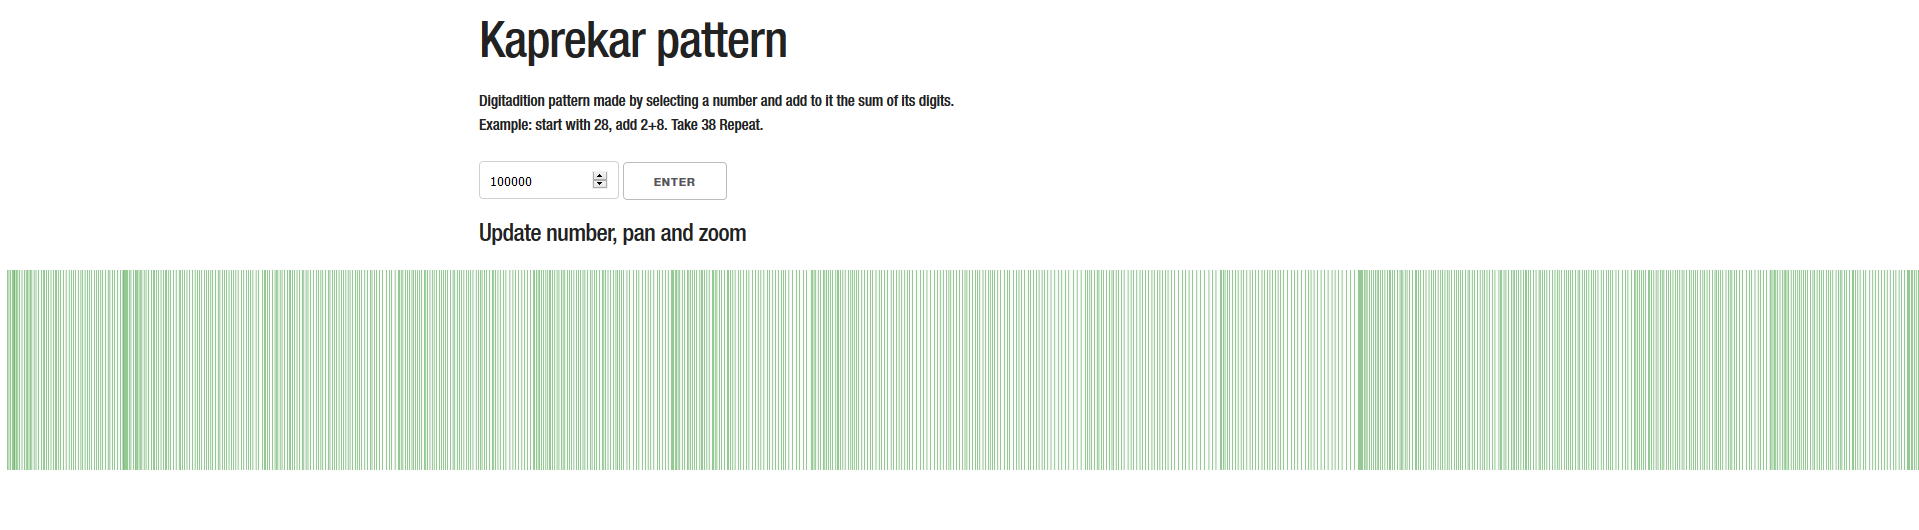 Kaprekar pattern
Digitadition pattern made by selecting a number and add to it the sum of its digits.
Example: start with 28, add 2+8. Take 38 Repeat.
100000 ENTER
Update number, pan and zoom